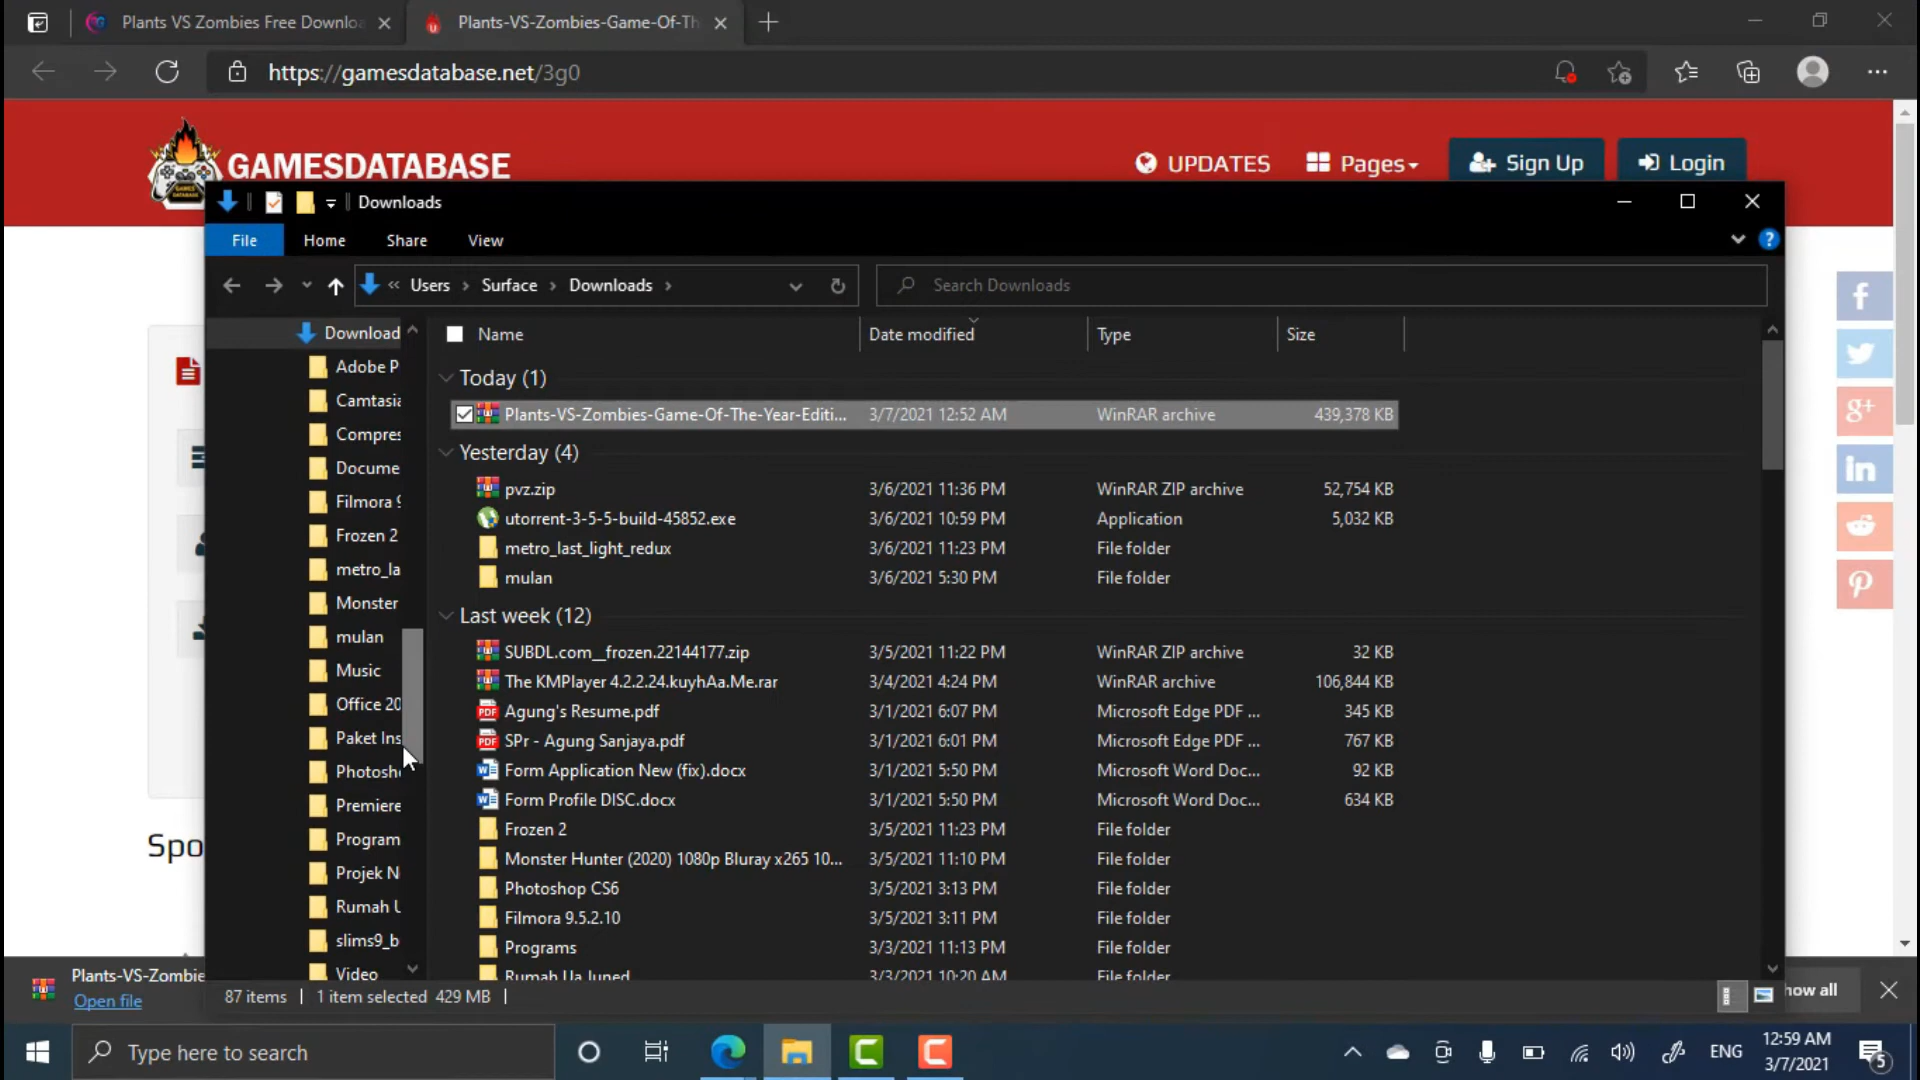 Plants VS Zombies Free Downloa
Plants-VS-Zombies-Game-Of-Th
https://gamesdatabase.net/3g0
GAMESDATABASE
UPDATES
Pages
Sign Up
Login
Downloads
File Home Share View
« Users > Surface > Downloads >
Search Downloads
Download
Adobe P
Camtasia
Compres
Docume
Filmora 9
Frozen 2
metro_la
Monster
mulan
Music
Office 20
Paket Ins
Photosh
Premiere
Program
Projek N
Rumah U
slims9_b
Video
Name Date modified Type Size
Today (1)
Plants-VS-Zombies-Game-Of-The-Year-Editi... 3/7/2021 12:52 AM WinRAR archive 439,378 KB
Yesterday (4)
pvz.zip 3/6/2021 11:36 PM WinRAR ZIP archive 52,754 KB
utorrent-3-5-5-build-45852.exe 3/6/2021 10:59 PM Application 5,032 KB
metro_last_light_redux 3/6/2021 11:23 PM File folder
mulan 3/6/2021 5:30 PM File folder
Last week (12)
SUBDL.com__frozen.22144177.zip 3/5/2021 11:22 PM WinRAR ZIP archive 32 KB
The KMPlayer 4.2.2.24.kuyhAa.Me.rar 3/4/2021 4:24 PM WinRAR archive 106,844 KB
Agung's Resume.pdf 3/1/2021 6:07 PM Microsoft Edge PDF ... 345 KB
SPr - Agung Sanjaya.pdf 3/1/2021 6:01 PM Microsoft Edge PDF ... 767 KB
Form Application New (fix).docx 3/1/2021 5:50 PM Microsoft Word Doc... 92 KB
Form Profile DISC.docx 3/1/2021 5:50 PM Microsoft Word Doc... 634 KB
Frozen 2 3/5/2021 11:23 PM File folder
Monster Hunter (2020) 1080p Bluray x265 10... 3/5/2021 11:10 PM File folder
Photoshop CS6 3/5/2021 3:13 PM File folder
Filmora 9.5.2.10 3/5/2021 3:11 PM File folder
Programs 3/3/2021 11:13 PM File folder
Rumah Ua Juned 3/3/2021 10:20 AM File folder
87 items 1 item selected 429 MB
Spo
Plants-VS-Zombie
Open file
how all
Type here to search
ENG
12:59 AM
3/7/2021
5